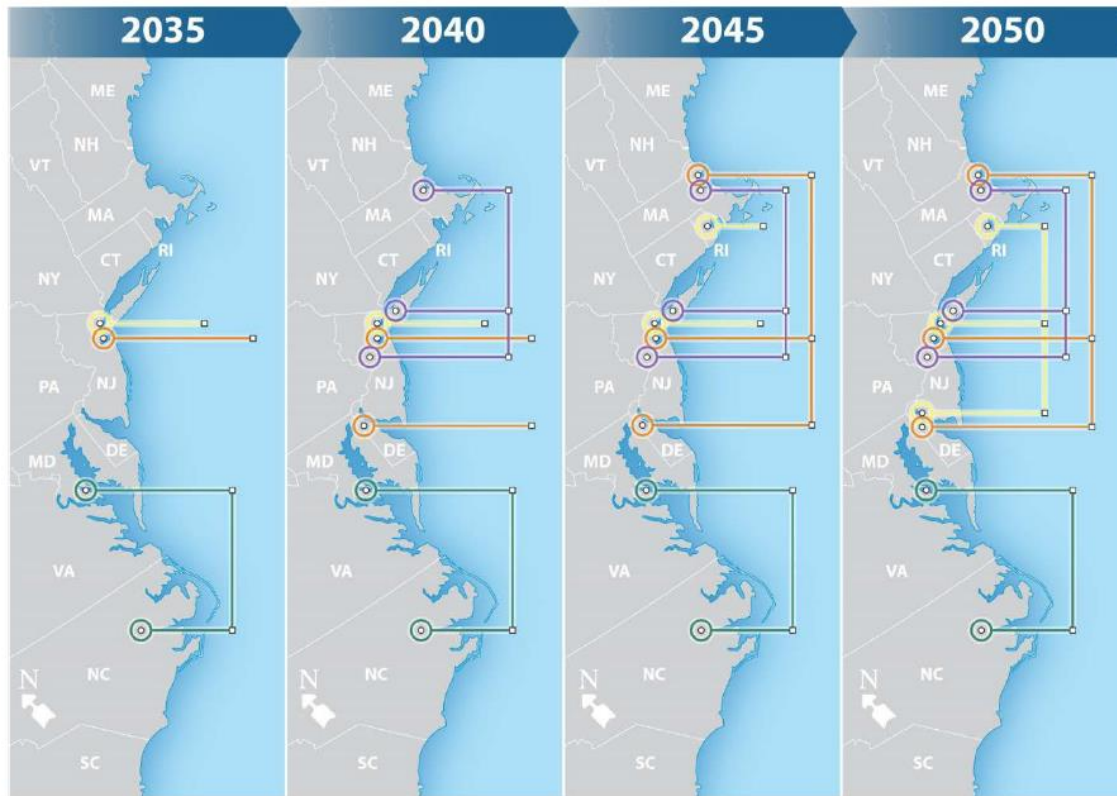 2035
2040
2045
2050
ME
NH
VT
MA
RI
CT
NY
NJ
PA
DE
MD
VA
NC
N
SC
ME
NH
VT
MA
RI
CT
NY
NJ
PA
DE
MD
VA
NC
N
SC
ME
NH
VT
MA
RI
CT
NY
NJ
PA
DE
MD
VA
NC
N
SC
ME
NH
VT
MA
RI
CT
NY
NJ
PA
DE
MD
VA
NC
N
SC